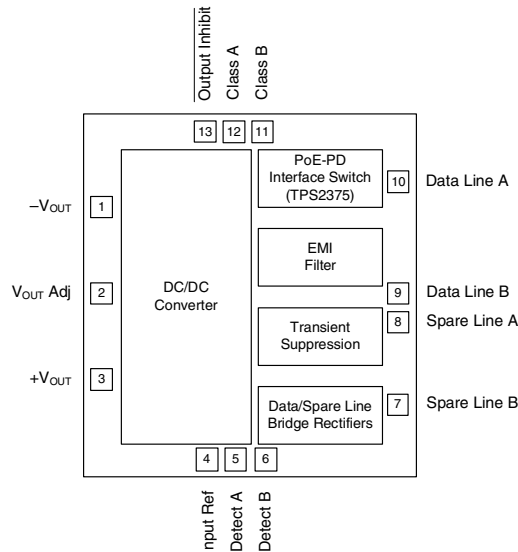 Output Inhibit
Class A
Class B
13
12
11
PoE-PD
Interface Switch
(TPS2375)
10
Data Line A
–VOUT
1
EMI
Filter
VOUT Adj
2
DC/DC
Converter
9
Data Line B
8
Spare Line A
Transient
Suppression
+VOUT
3
7
Spare Line B
Data/Spare Line
Bridge Rectifiers
4
5
6
nput Ref
Detect A
Detect B